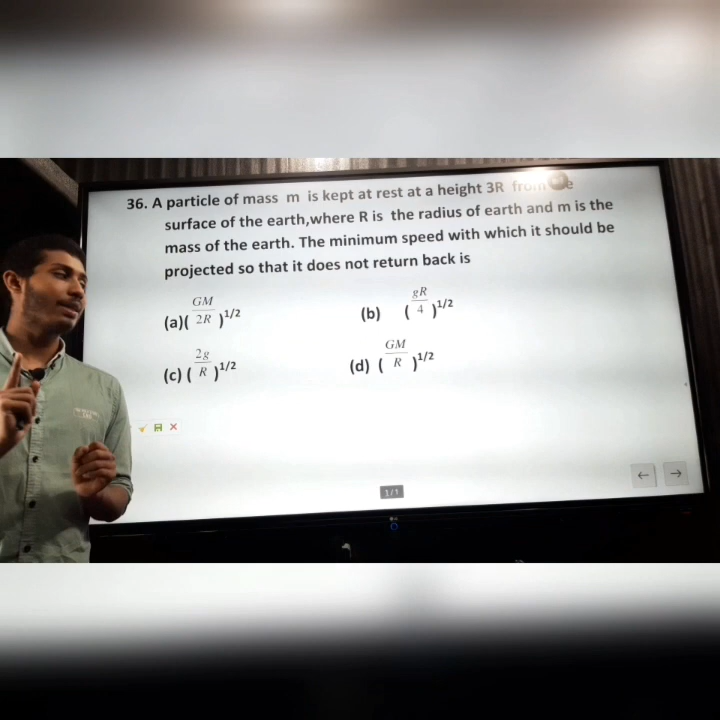 36. A particle of mass m is kept at rest at a height 3R from
surface of the earth,where R is the radius of earth and m is the
mass of the earth. The minimum speed with which it should be
projected so that it does not return back is
(a)( GM/2R )1/2 (b) ( gR/4 )1/2
(c) ( 2g/R )1/2 (d) ( GM/R )1/2
1/1